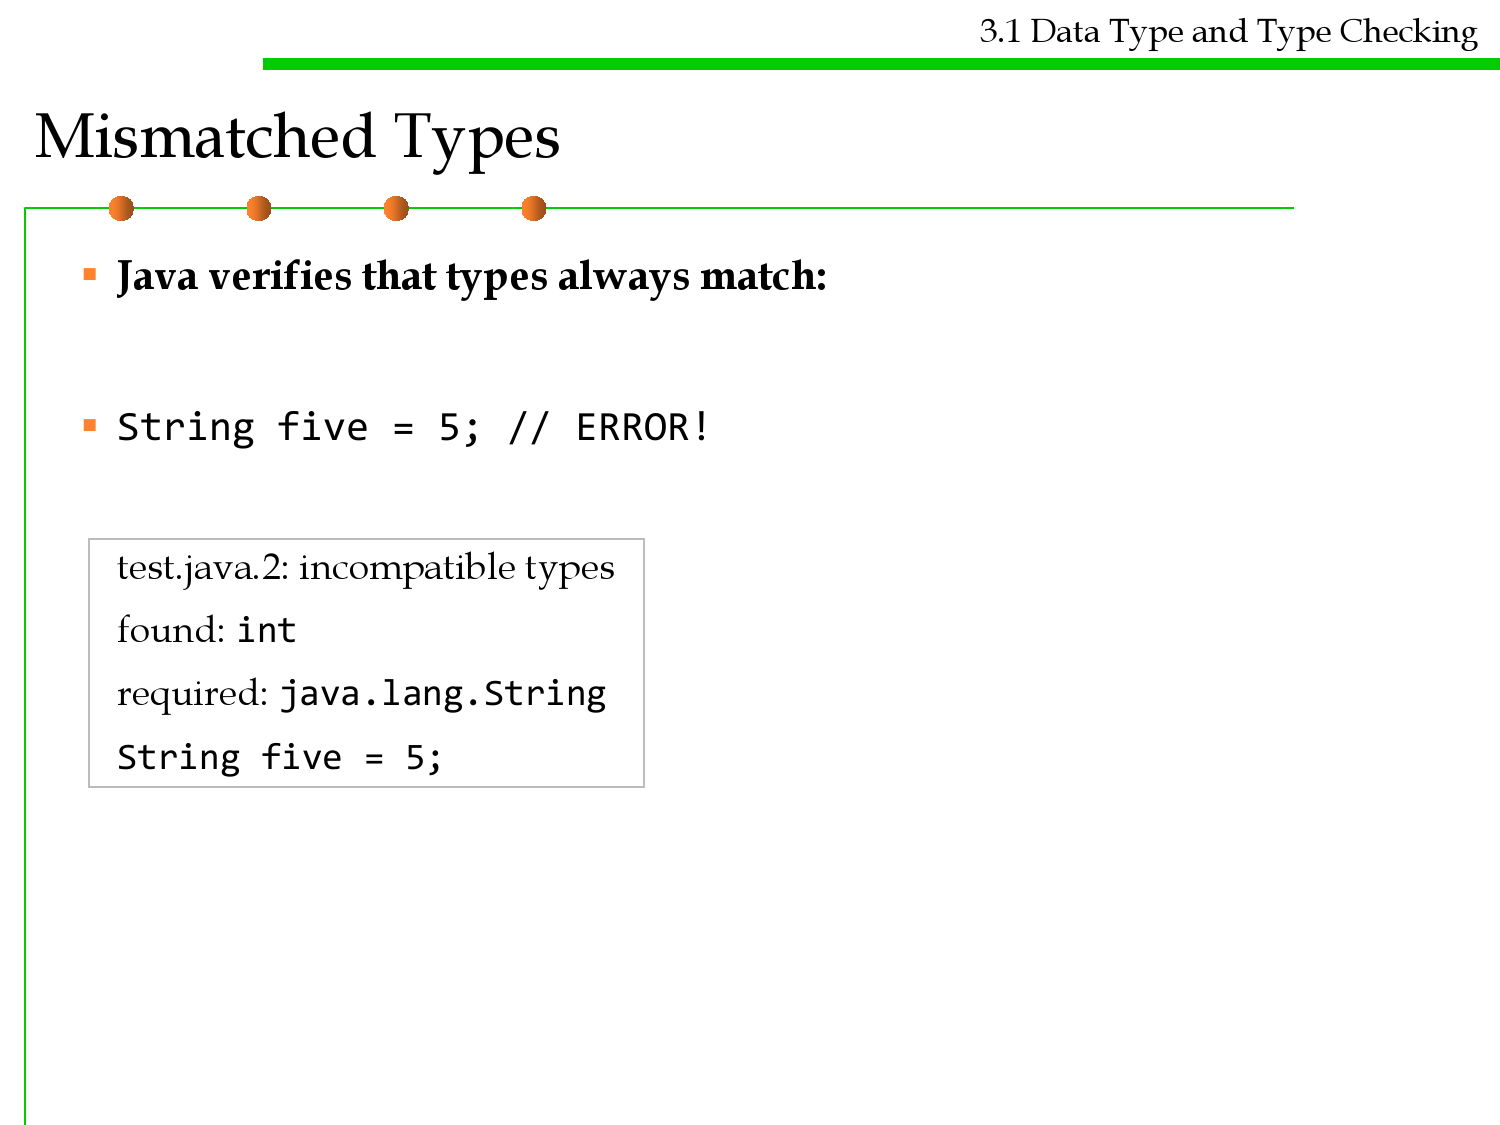 3.1 Data Type and Type Checking
Mismatched Types
Java verifies that types always match:
String five = 5; // ERROR!
test.java.2: incompatible types
found: int
required: java.lang.String
String five = 5;